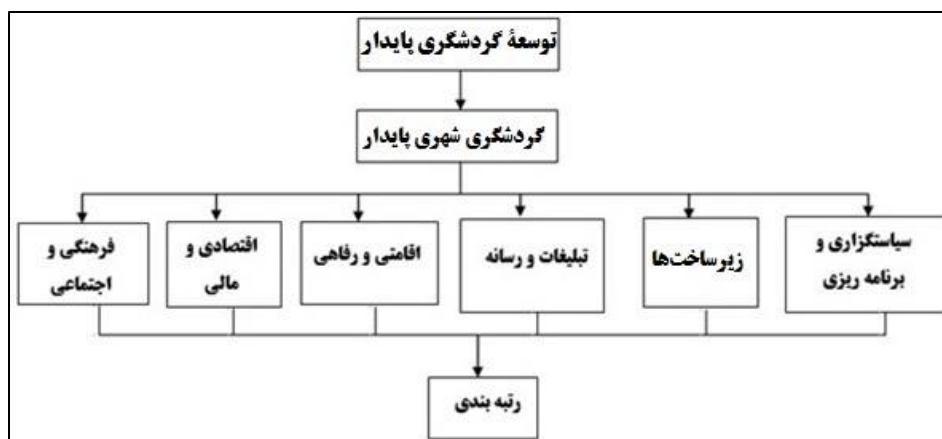 توسعهٔ گردشگری پایدار
گردشگری شهری پایدار
سیاستگزاری و
برنامه ریزی
زیرساخت‌ها
تبلیغات و رسانه
اقامتی و رفاهی
اقتصادی و
مالی
فرهنگی و
اجتماعی
رتبه بندی